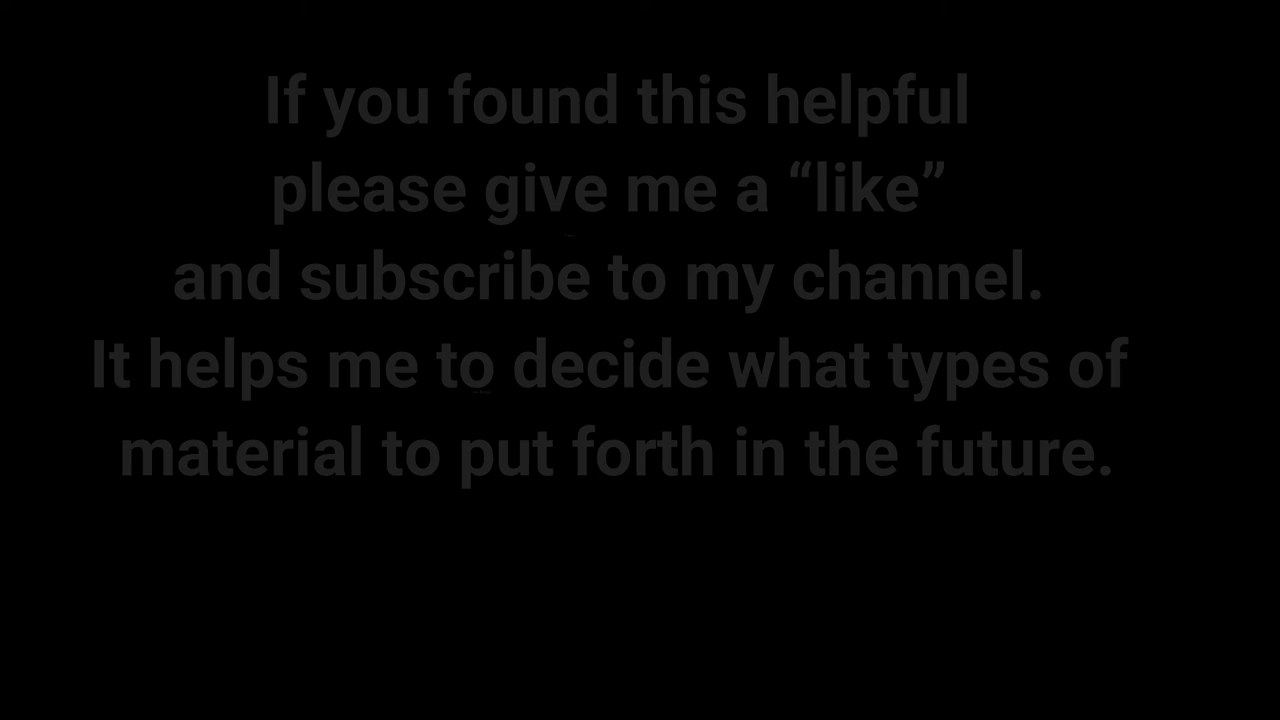 If you found this helpful
please give me a “like”
and subscribe to my channel.
It helps me to decide what types of
material to put forth in the future.